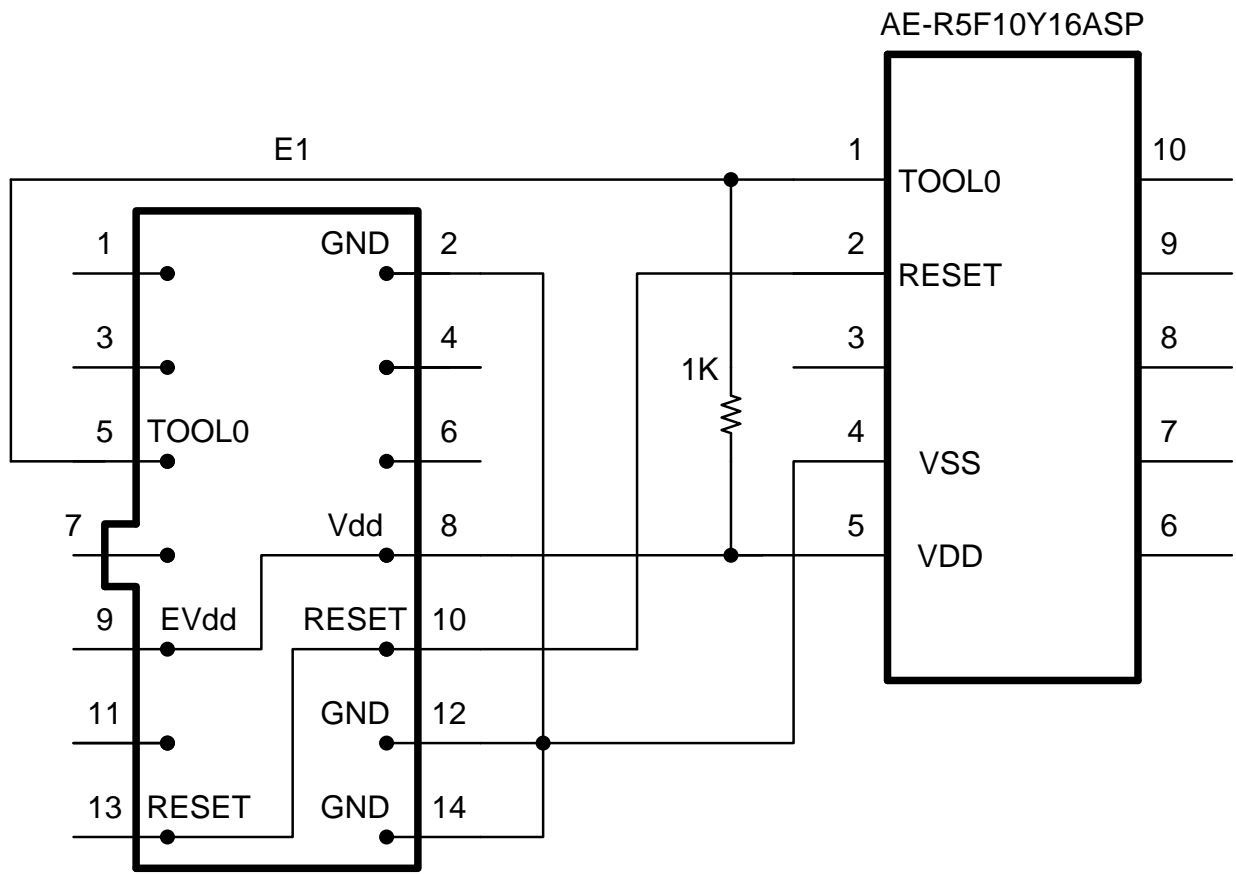 AE-R5F10Y16ASP
E1
1 10
TOOL0
1 GND 2
2 9
RESET
3 4
3 8
1K
5 TOOL0 6
4 7
VSS
7 Vdd 8
5 6
VDD
9 EVdd RESET 10
11 GND 12
13 RESET GND 14